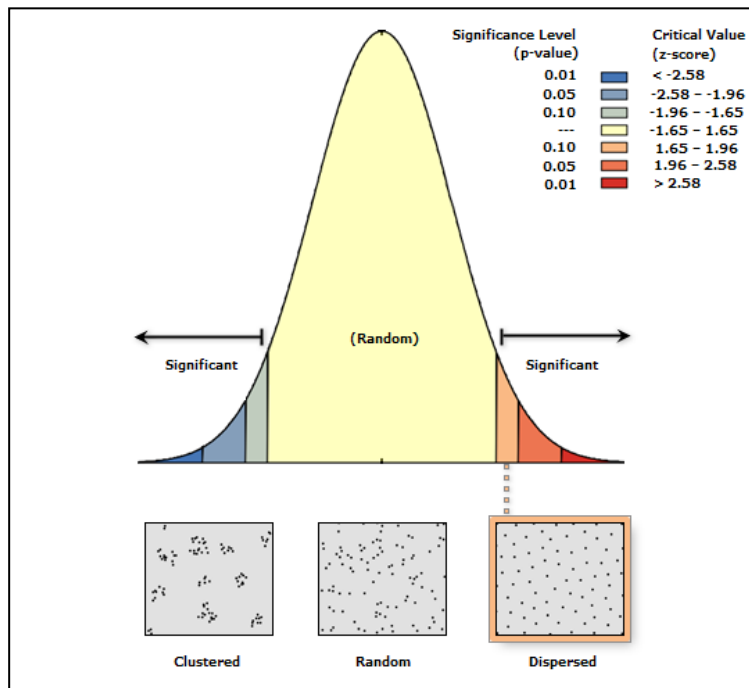 Significance Level Critical Value
(p-value) (z-score)
0.01 < -2.58
0.05 -2.58 – -1.96
0.10 -1.96 – -1.65
--- -1.65 – 1.65
0.10 1.65 – 1.96
0.05 1.96 – 2.58
0.01 > 2.58
(Random)
Significant Significant
Clustered Random Dispersed